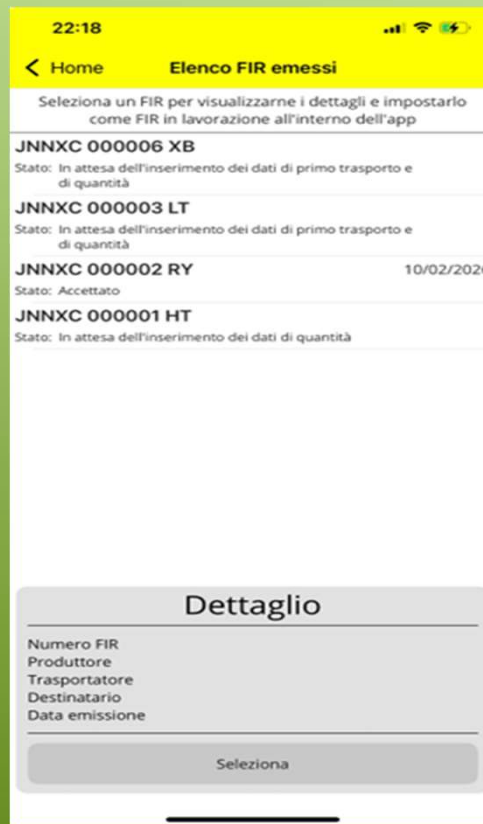 22:18
Home Elenco FIR emessi
Seleziona un FIR per visualizzarne i dettagli e impostarlo
come FIR in lavorazione all'interno dell'app
JNNXC 000006 XB
Stato: In attesa dell'inserimento dei dati di primo trasporto e
di quantità
JNNXC 000003 LT
Stato: In attesa dell'inserimento dei dati di primo trasporto e
di quantità
JNNXC 000002 RY 10/02/2026
Stato: Accettato
JNNXC 000001 HT
Stato: In attesa dell'inserimento dei dati di quantità
Dettaglio
Numero FIR
Produttore
Trasportatore
Destinatario
Data emissione
Seleziona